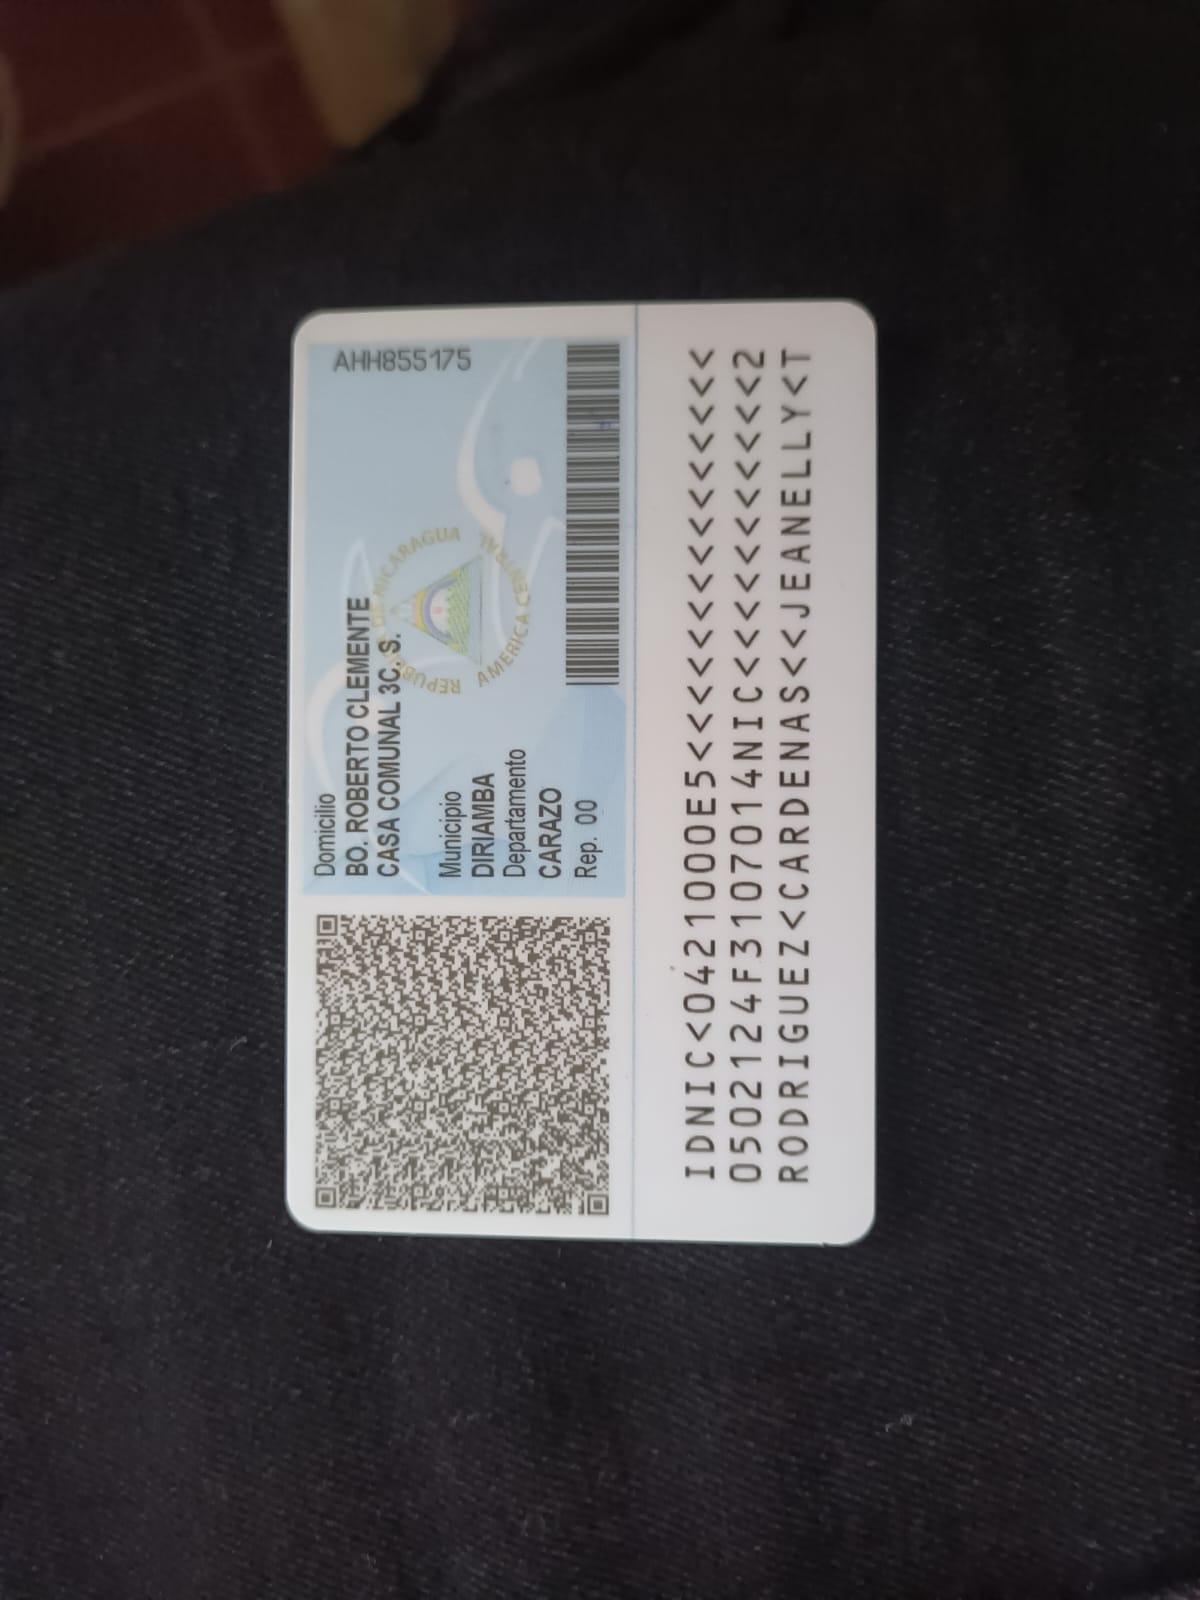 AHH855175
Domicilio
BO. ROBERTO CLEMENTE
CASA COMUNAL 3C. S.
Municipio
DIRIAMBA
Departamento
CARAZO
Rep. 00
REPUBLICA DE NICARAGUA
AMERICA CENTRAL
IDNIC<0421000E5<<<<<<<<<<<<<<<
0502124F3107014NIC<<<<<<<<<<<2
RODRIGUEZ<CARDENAS<<JEANELLY<T